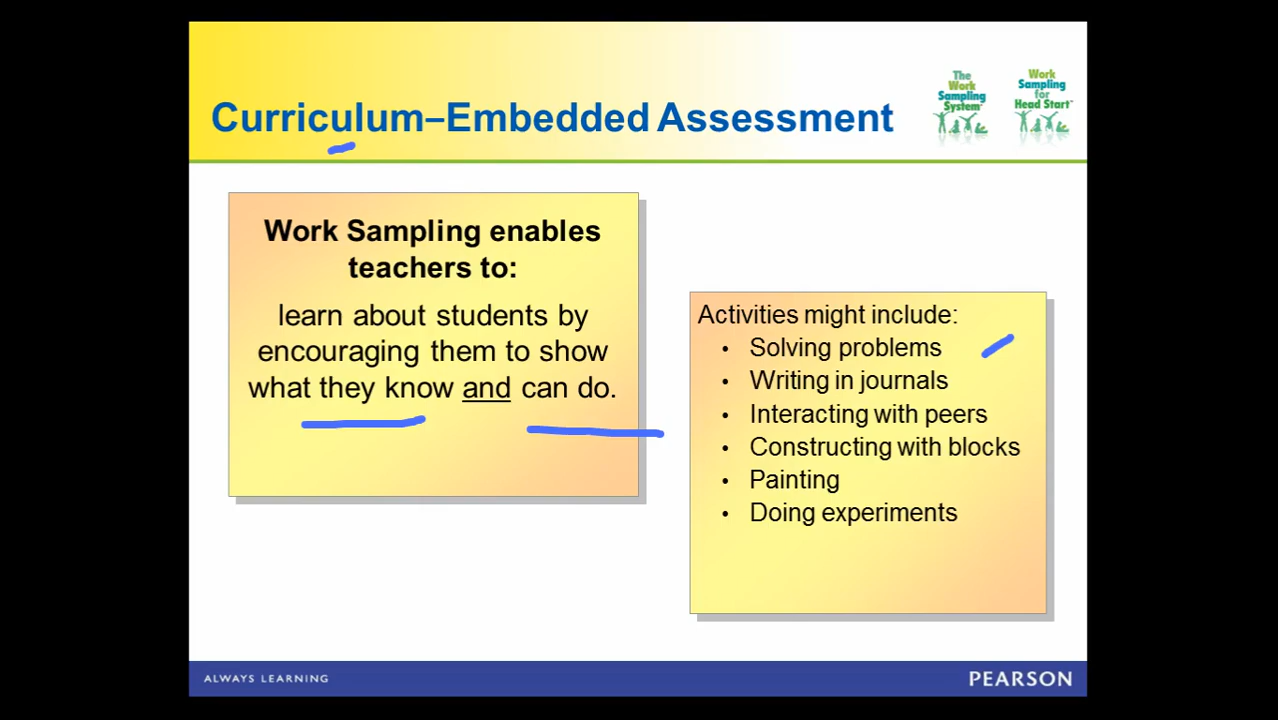 Curriculum–Embedded Assessment
The
Work
Sampling
System™
Work
Sampling
for
Head Start™
Work Sampling enables
teachers to:
learn about students by
encouraging them to show
what they know and can do.
Activities might include:
• Solving problems
• Writing in journals
• Interacting with peers
• Constructing with blocks
• Painting
• Doing experiments
ALWAYS LEARNING
PEARSON